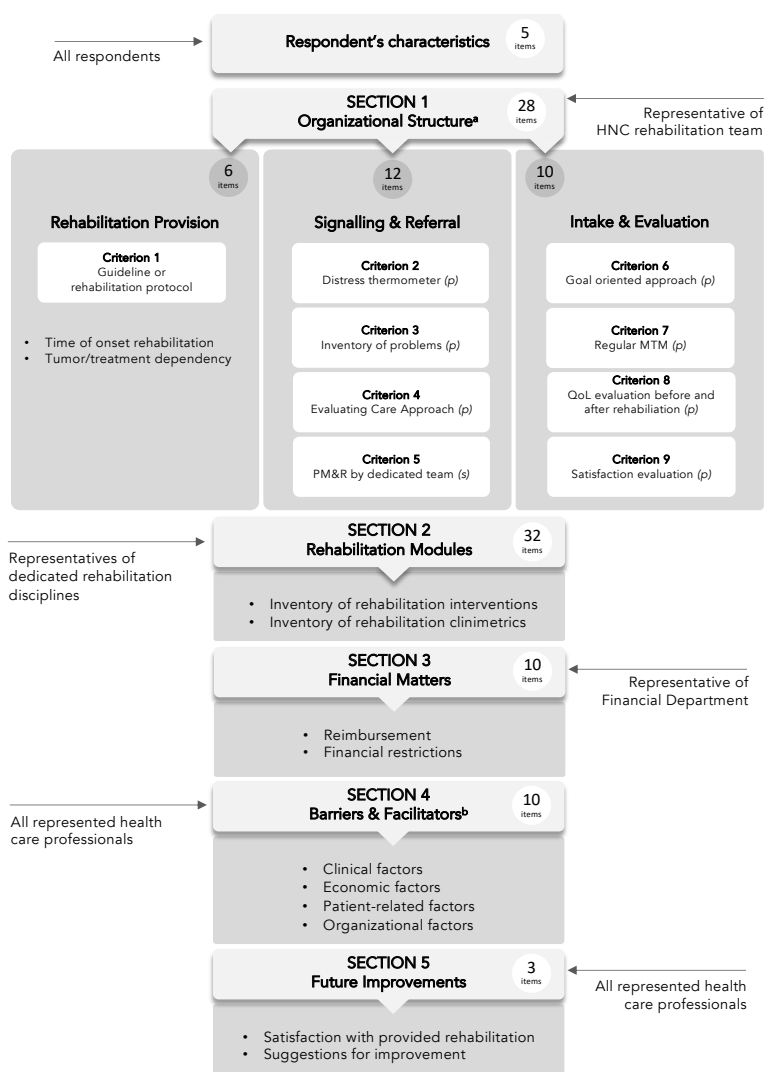 Respondent's characteristics
5
items
All respondents
SECTION 1
Organizational Structureᵃ
28
items
Representative of
HNC rehabilitation team
6
items
12
items
10
items
Rehabilitation Provision
Criterion 1
Guideline or
rehabilitation protocol
• Time of onset rehabilitation
• Tumor/treatment dependency
Signalling & Referral
Criterion 2
Distress thermometer (p)
Criterion 3
Inventory of problems (p)
Criterion 4
Evaluating Care Approach (p)
Criterion 5
PM&R by dedicated team (s)
Intake & Evaluation
Criterion 6
Goal oriented approach (p)
Criterion 7
Regular MTM (p)
Criterion 8
QoL evaluation before and
after rehabiliation (p)
Criterion 9
Satisfaction evaluation (p)
SECTION 2
Rehabilitation Modules
32
items
Representatives of
dedicated rehabilitation
disciplines
• Inventory of rehabilitation interventions
• Inventory of rehabilitation clinimetrics
SECTION 3
Financial Matters
10
items
Representative of
Financial Department
• Reimbursement
• Financial restrictions
SECTION 4
Barriers & Facilitatorsᵇ
10
items
All represented health
care professionals
• Clinical factors
• Economic factors
• Patient-related factors
• Organizational factors
SECTION 5
Future Improvements
3
items
All represented health
care professionals
• Satisfaction with provided rehabilitation
• Suggestions for improvement